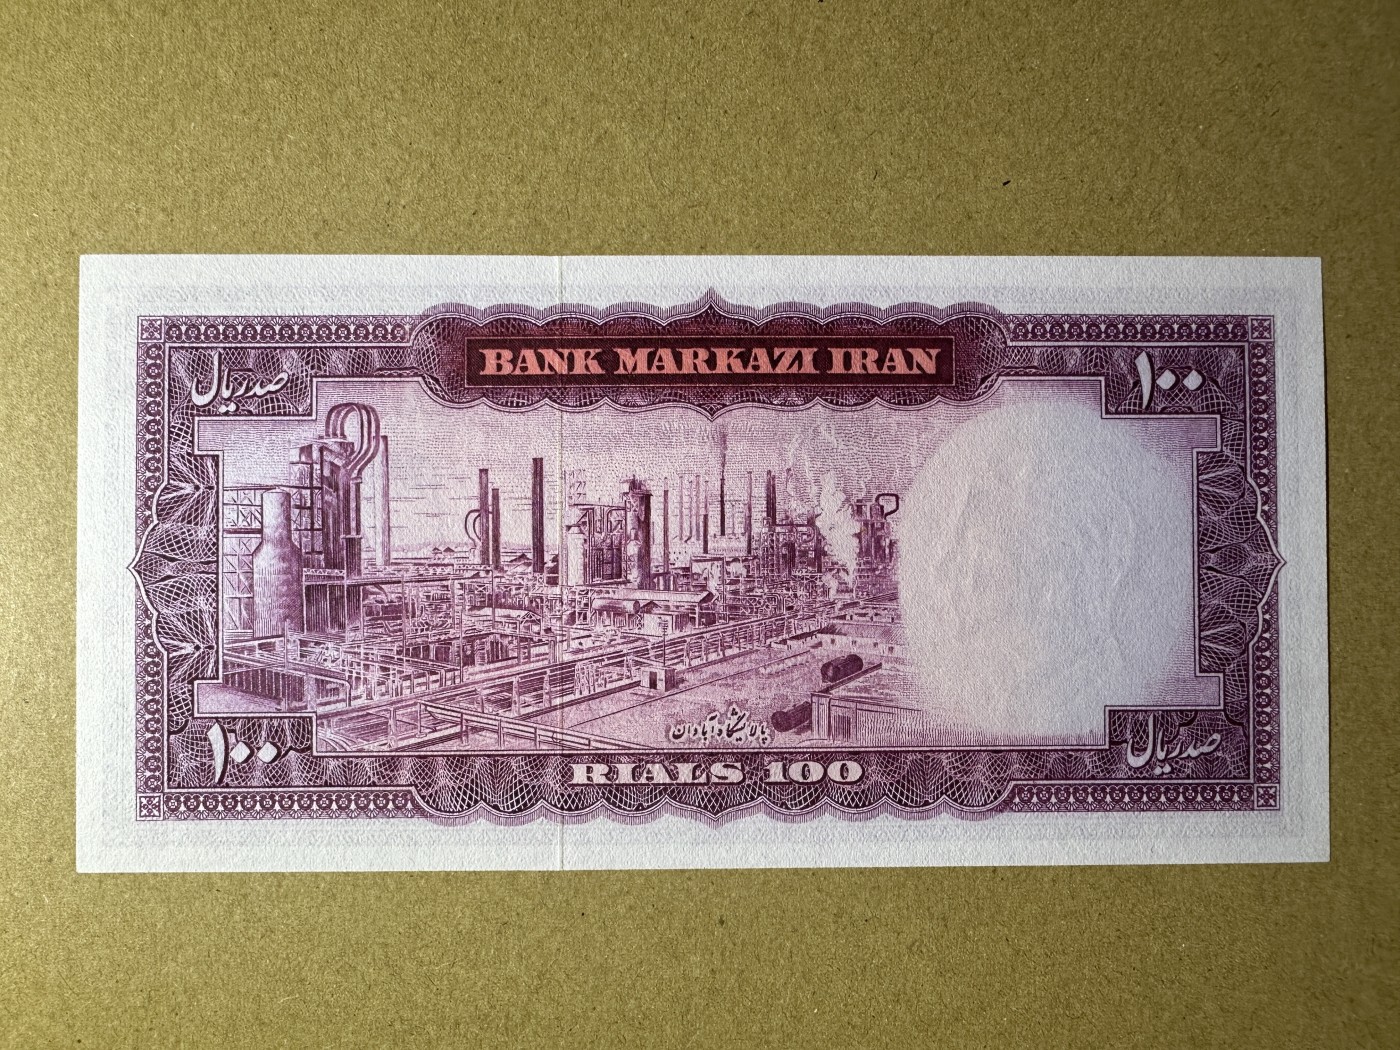 BANK MARKAZI IRAN
صد ریال
۱۰۰
پالایشگاه آبادان
۱۰۰
RIALS 100
صد ریال